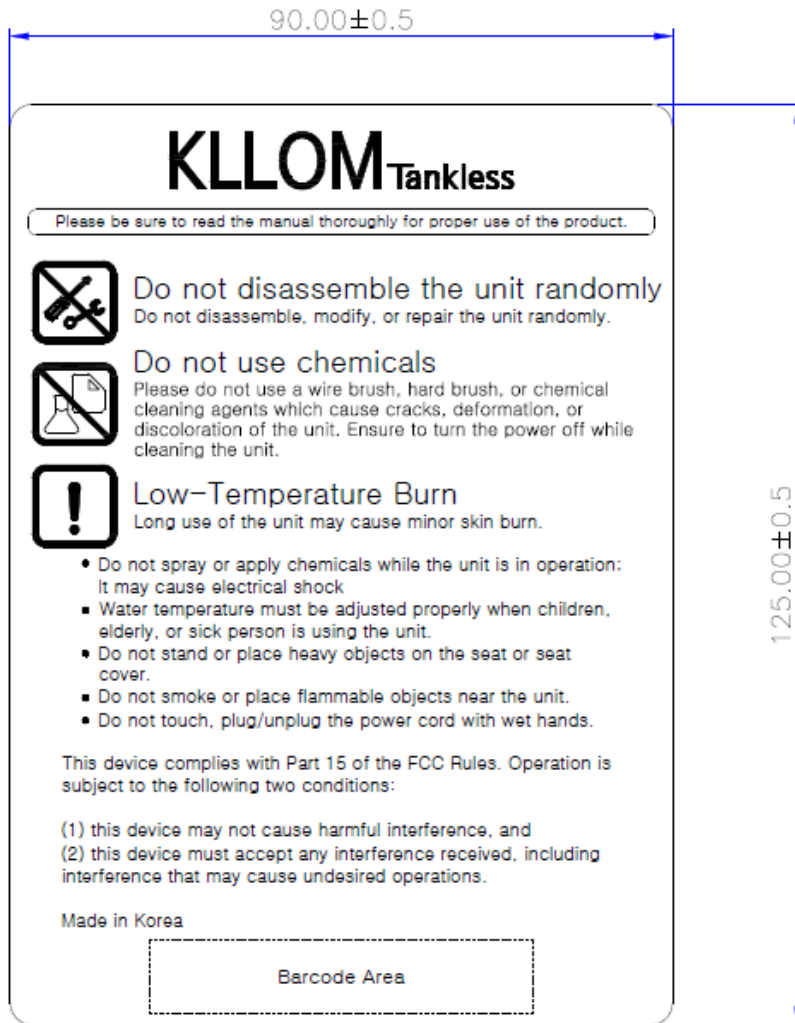 90.00±0.5
KLLOM Tankless
Please be sure to read the manual thoroughly for proper use of the product.
Do not disassemble the unit randomly
Do not disassemble, modify, or repair the unit randomly.
Do not use chemicals
Please do not use a wire brush, hard brush, or chemical
cleaning agents which cause cracks, deformation, or
discoloration of the unit. Ensure to turn the power off while
cleaning the unit.
Low-Temperature Burn
Long use of the unit may cause minor skin burn.
• Do not spray or apply chemicals while the unit is in operation;
It may cause electrical shock
▪ Water temperature must be adjusted properly when children,
elderly, or sick person is using the unit.
• Do not stand or place heavy objects on the seat or seat
cover.
▪ Do not smoke or place flammable objects near the unit.
• Do not touch, plug/unplug the power cord with wet hands.
This device complies with Part 15 of the FCC Rules. Operation is
subject to the following two conditions:
(1) this device may not cause harmful interference, and
(2) this device must accept any interference received, including
interference that may cause undesired operations.
Made in Korea
Barcode Area
125.00±0.5